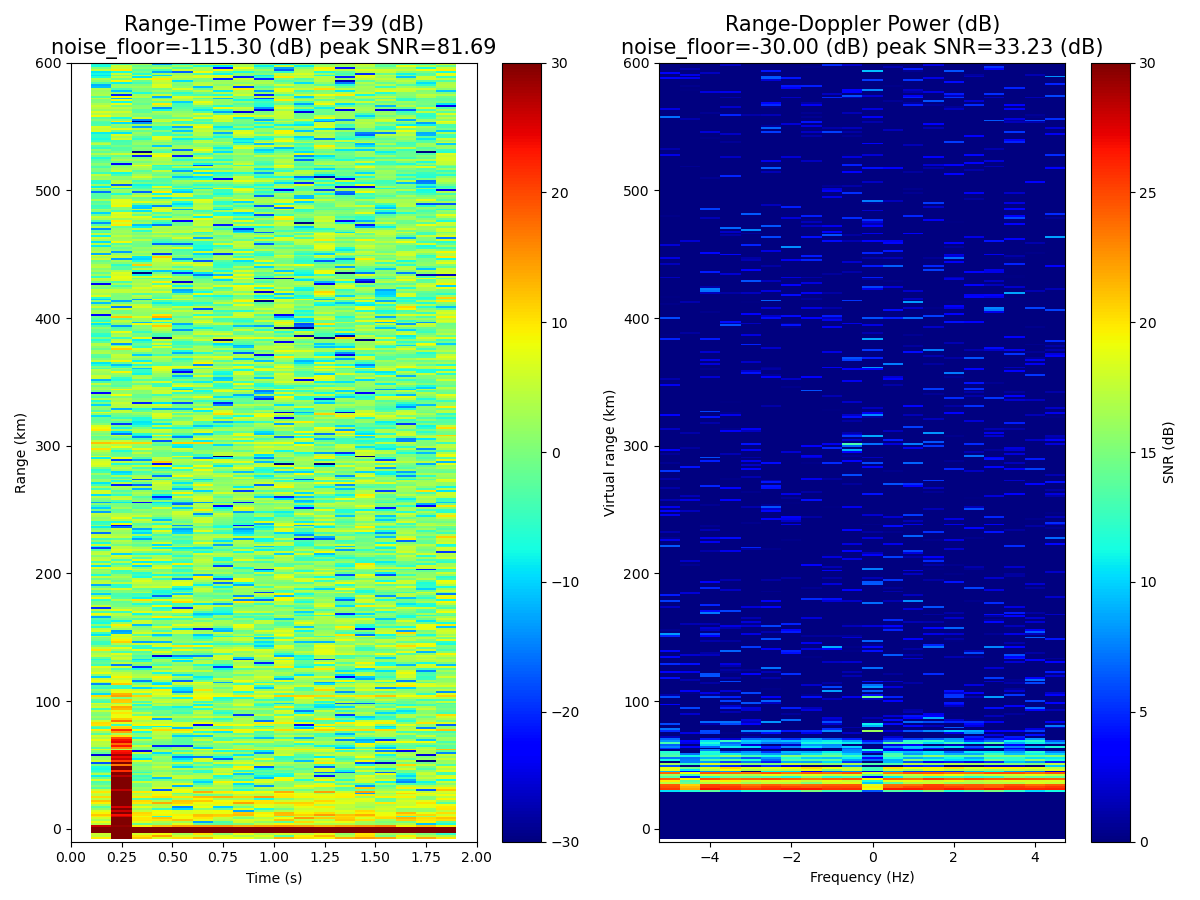 Range-Time Power f=39 (dB)
noise_floor=-115.30 (dB) peak SNR=81.69
600
500
400
300
200
100
0
Range (km)
0.00 0.25 0.50 0.75 1.00 1.25 1.50 1.75 2.00
Time (s)
30
20
10
0
−10
−20
−30
Range-Doppler Power (dB)
noise_floor=-30.00 (dB) peak SNR=33.23 (dB)
600
500
400
300
200
100
0
Virtual range (km)
−4 −2 0 2 4
Frequency (Hz)
30
25
20
15
10
5
0
SNR (dB)